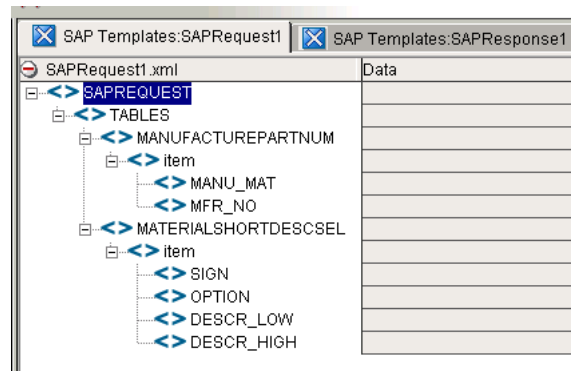 SAP Templates:SAPRequest1 SAP Templates:SAPResponse1
SAPRequest1.xml Data
SAPREQUEST
TABLES
MANUFACTUREPARTNUM
item
MANU_MAT
MFR_NO
MATERIALSHORTDESCSEL
item
SIGN
OPTION
DESCR_LOW
DESCR_HIGH